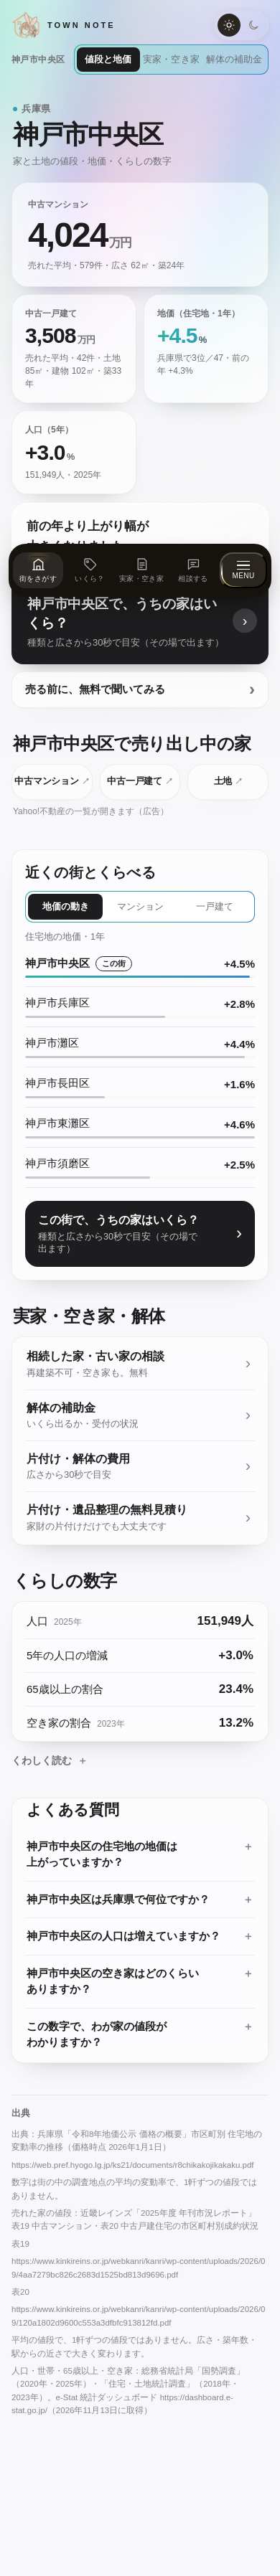 TOWN NOTE
神戸市中央区
値段と地価
実家・空き家
解体の補助金
兵庫県
神戸市中央区
家と土地の値段・地価・くらしの数字
中古マンション
4,024万円
売れた平均・579件・広さ 62㎡・築24年
中古一戸建て
3,508万円
売れた平均・42件・土地
85㎡・建物 102㎡・築33
年
地価（住宅地・1年）
+4.5%
兵庫県で3位／47・前の
年 +4.3%
人口（5年）
+3.0%
151,949人・2025年
前の年より上がり幅が
街をさがす
いくら？
実家・空き家
相談する
MENU
神戸市中央区で、うちの家はい
くら？
種類と広さから30秒で目安（その場で出ます）
売る前に、無料で聞いてみる
神戸市中央区で売り出し中の家
中古マンション ↗
中古一戸建て ↗
土地 ↗
Yahoo!不動産の一覧が開きます（広告）
近くの街とくらべる
地価の動き
マンション
一戸建て
住宅地の地価・1年
神戸市中央区 この街 +4.5%
神戸市兵庫区 +2.8%
神戸市灘区 +4.4%
神戸市長田区 +1.6%
神戸市東灘区 +4.6%
神戸市須磨区 +2.5%
この街で、うちの家はいくら？
種類と広さから30秒で目安（その場で
出ます）
実家・空き家・解体
相続した家・古い家の相談
再建築不可・空き家も。無料
解体の補助金
いくら出るか・受付の状況
片付け・解体の費用
広さから30秒で目安
片付け・遺品整理の無料見積り
家財の片付けだけでも大丈夫です
くらしの数字
人口 2025年 151,949人
5年の人口の増減 +3.0%
65歳以上の割合 23.4%
空き家の割合 2023年 13.2%
くわしく読む +
よくある質問
神戸市中央区の住宅地の地価は
上がっていますか？
神戸市中央区は兵庫県で何位ですか？
神戸市中央区の人口は増えていますか？
神戸市中央区の空き家はどのくらい
ありますか？
この数字で、わが家の値段が
わかりますか？
出典
出典：兵庫県「令和8年地価公示 価格の概要」市区町別 住宅地の
変動率の推移（価格時点 2026年1月1日）
https://web.pref.hyogo.lg.jp/ks21/documents/r8chikakojikakaku.pdf
数字は街の中の調査地点の平均の変動率で、1軒ずつの値段では
ありません。
売れた家の値段：近畿レインズ「2025年度 年刊市況レポート」
表19 中古マンション・表20 中古戸建住宅の市区町村別成約状況
表19
https://www.kinkireins.or.jp/webkanri/kanri/wp-content/uploads/2026/0
9/4aa7279bc826c2683d1525bd813d9696.pdf
表20
https://www.kinkireins.or.jp/webkanri/kanri/wp-content/uploads/2026/0
9/120a1802d9600c553a3dfbfc913812fd.pdf
平均の値段で、1軒ずつの値段ではありません。広さ・築年数・
駅からの近さで大きく変わります。
人口・世帯・65歳以上・空き家：総務省統計局「国勢調査」
（2020年・2025年）・「住宅・土地統計調査」（2018年・
2023年）。e-Stat 統計ダッシュボード https://dashboard.e-
stat.go.jp/（2026年11月13日に取得）